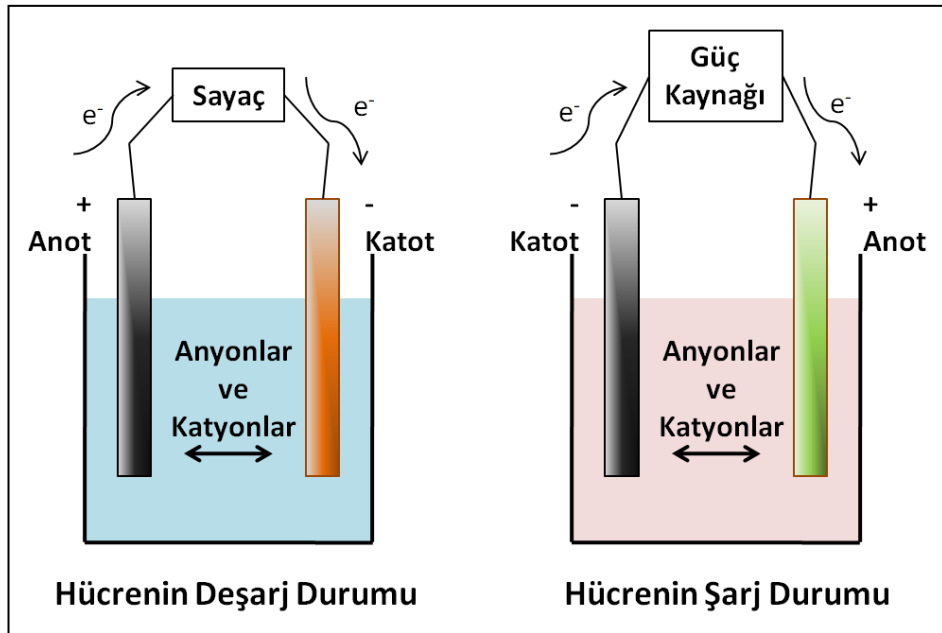 Sayaç
e-
e-
+
Anot
-
Katot
Anyonlar
ve
Katyonlar
Hücrenin Deşarj Durumu
Güç
Kaynağı
e-
e-
-
Katot
+
Anot
Anyonlar
ve
Katyonlar
Hücrenin Şarj Durumu